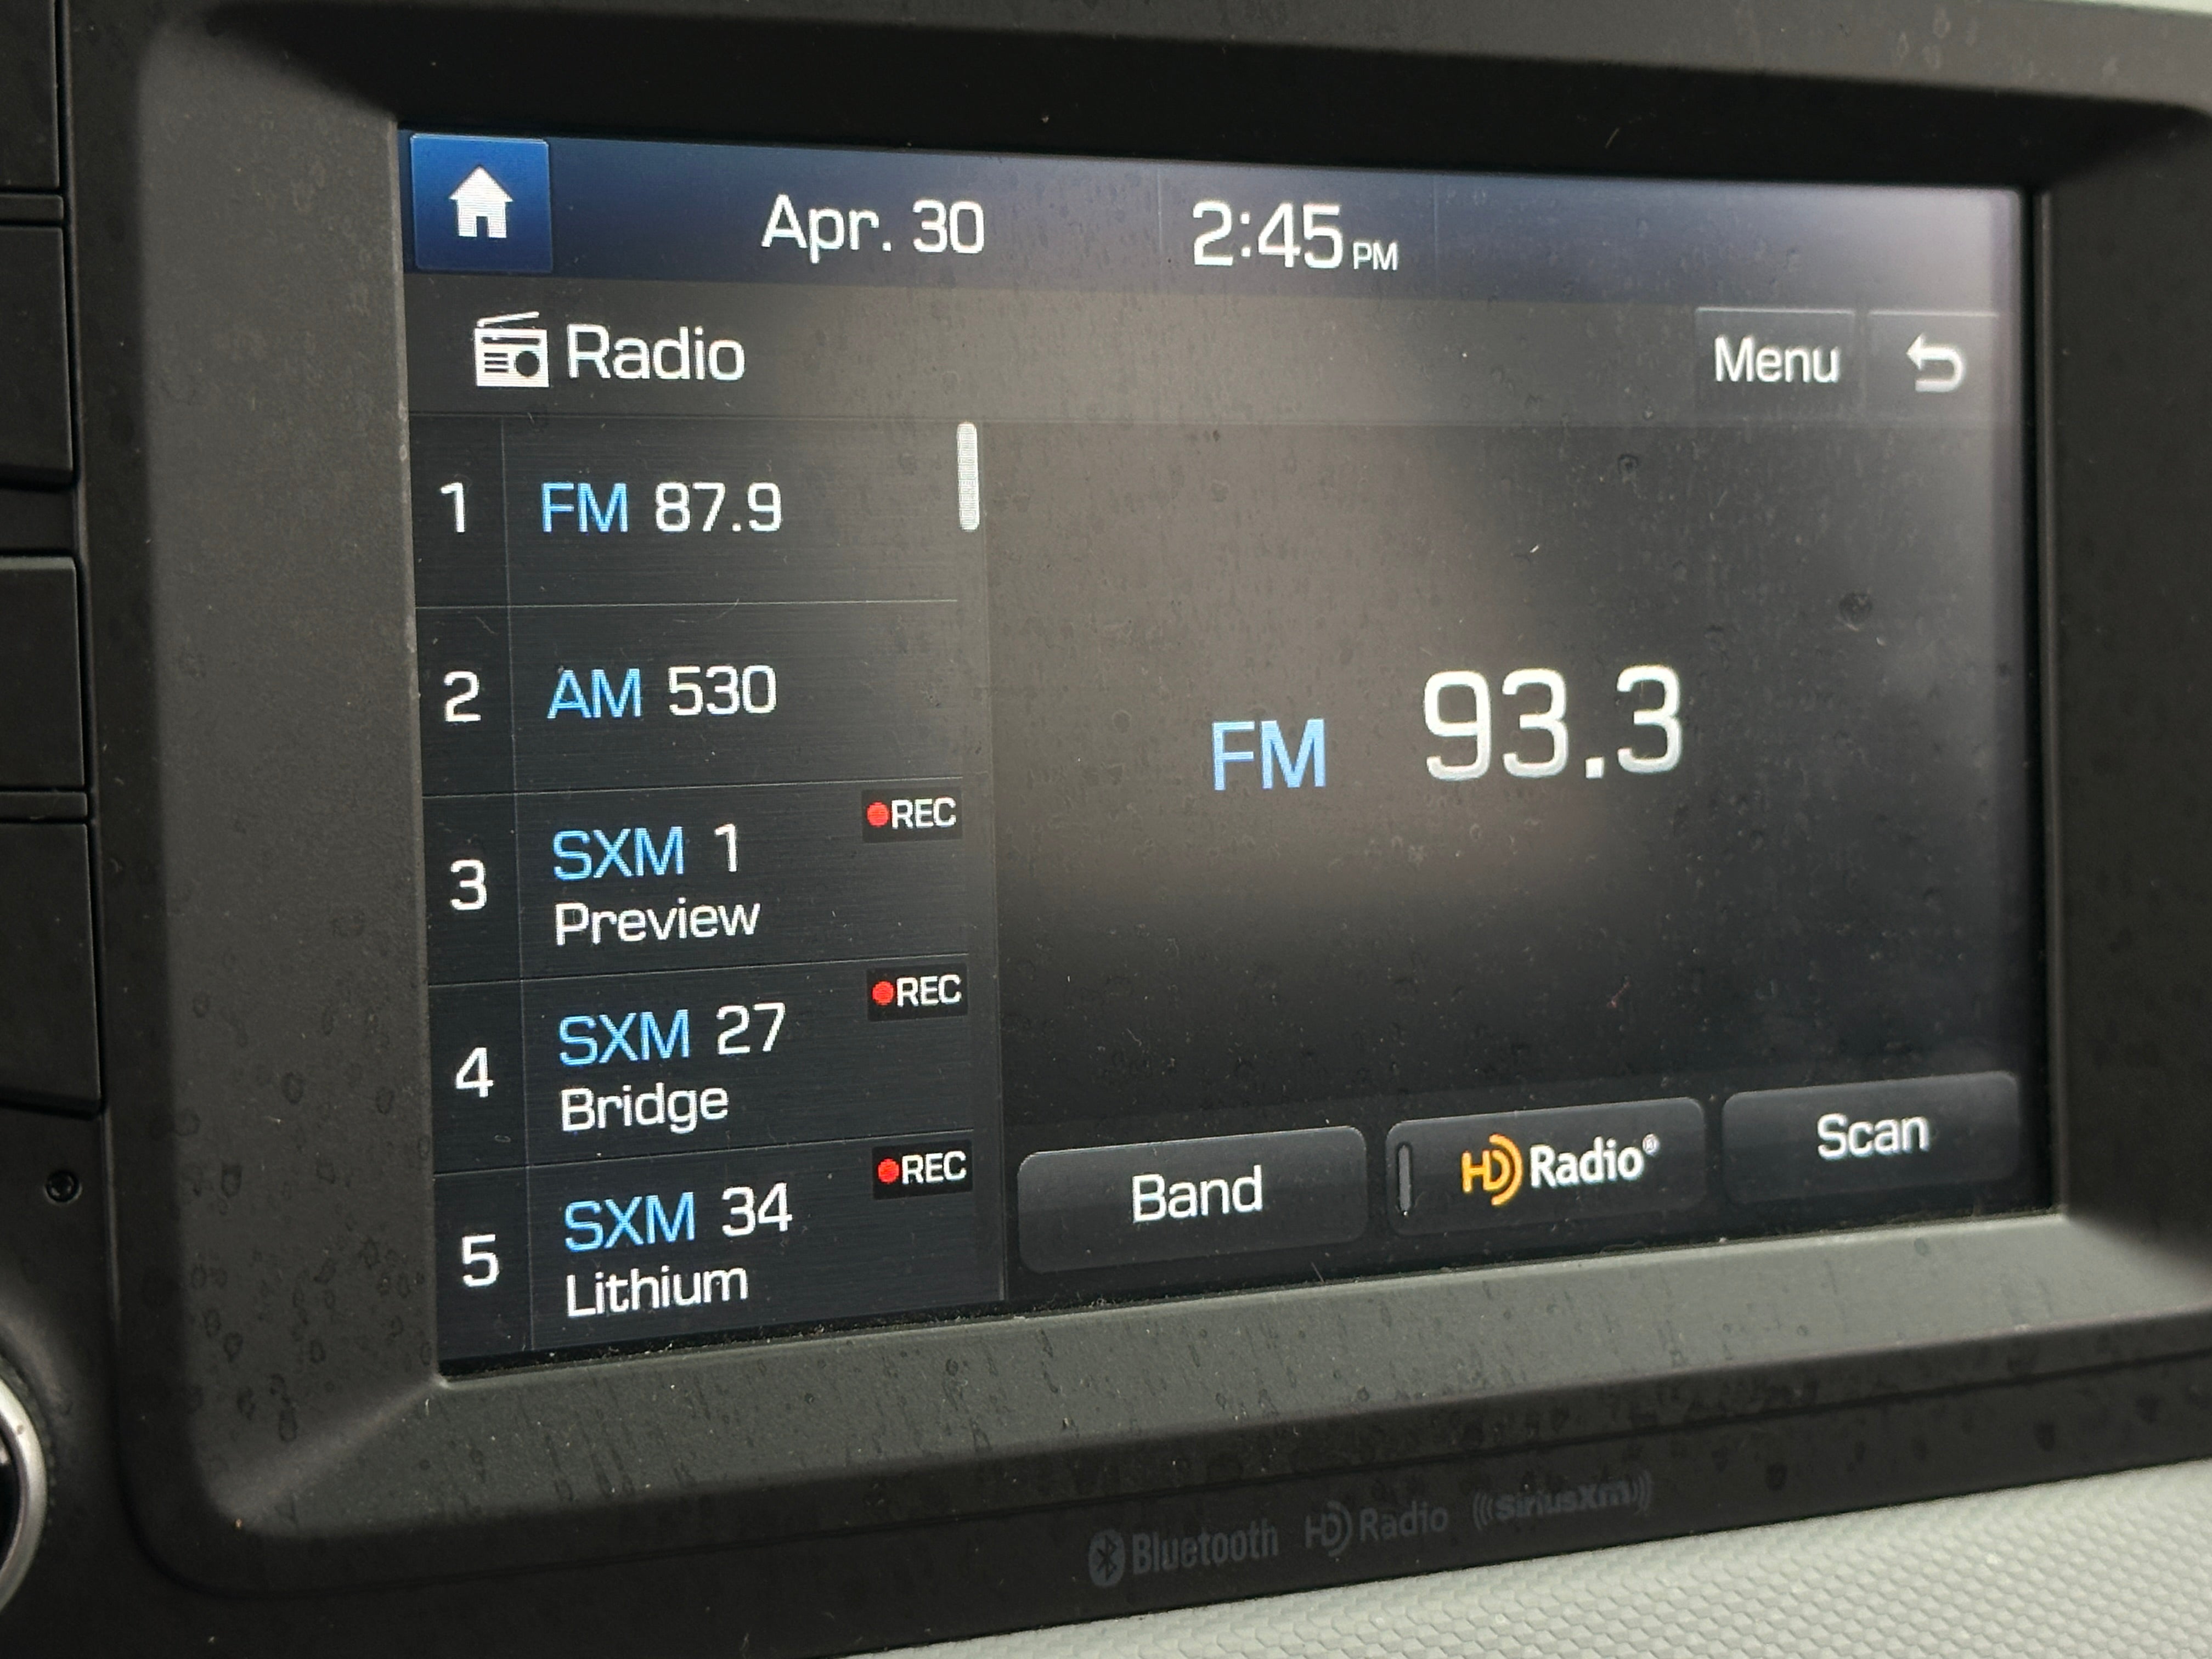 Apr. 30 2:45 PM
Radio
Menu
1 FM 87.9
2 AM 530
3 SXM 1 REC
Preview
4 SXM 27 REC
Bridge
5 SXM 34 REC
Lithium
FM 93.3
Band HD Radio® Scan
Bluetooth HD Radio ((siriusxm))